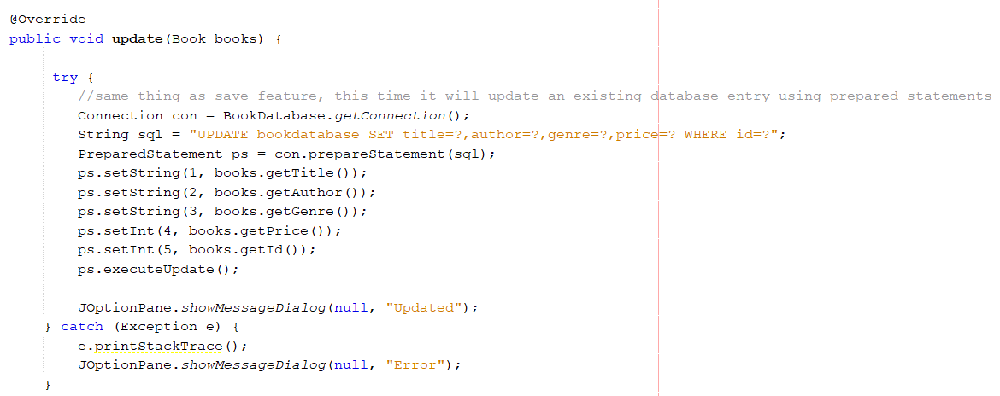 @Override
public void update(Book books) {
try {
//same thing as save feature, this time it will update an existing database entry using prepared statements
Connection con = BookDatabase.getConnection();
String sql = "UPDATE bookdatabase SET title=?,author=?,genre=?,price=? WHERE id=?";
PreparedStatement ps = con.prepareStatement(sql);
ps.setString(1, books.getTitle());
ps.setString(2, books.getAuthor());
ps.setString(3, books.getGenre());
ps.setInt(4, books.getPrice());
ps.setInt(5, books.getId());
ps.executeUpdate();
JOptionPane.showMessageDialog(null, "Updated");
} catch (Exception e) {
e.printStackTrace();
JOptionPane.showMessageDialog(null, "Error");
}